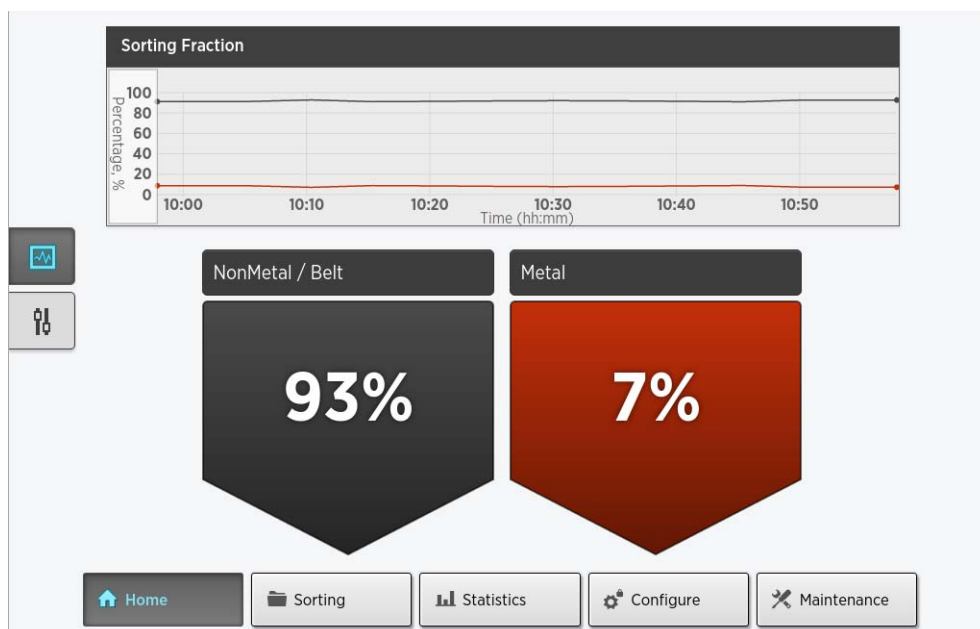 Sorting Fraction
Percentage, %
100
80
60
40
20
0
10:00 10:10 10:20 10:30 10:40 10:50
Time (hh:mm)
NonMetal / Belt Metal
93% 7%
Home Sorting Statistics Configure Maintenance